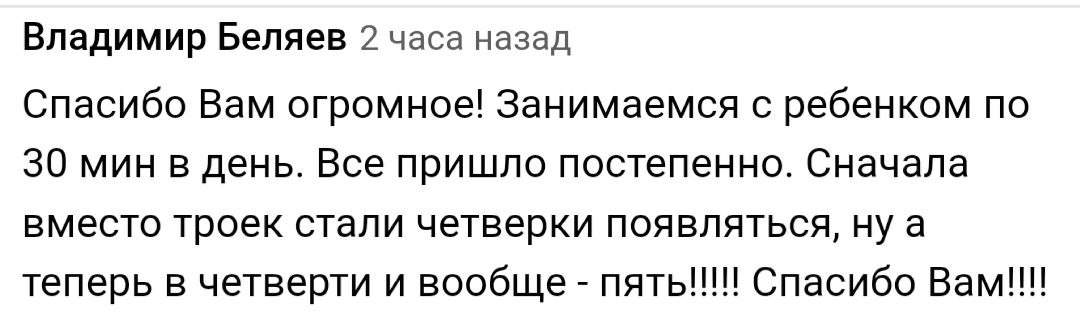 Владимир Беляев 2 часа назад
Спасибо Вам огромное! Занимаемся с ребенком по
30 мин в день. Все пришло постепенно. Сначала
вместо троек стали четверки появляться, ну а
теперь в четверти и вообще - пять!!!!! Спасибо Вам!!!!